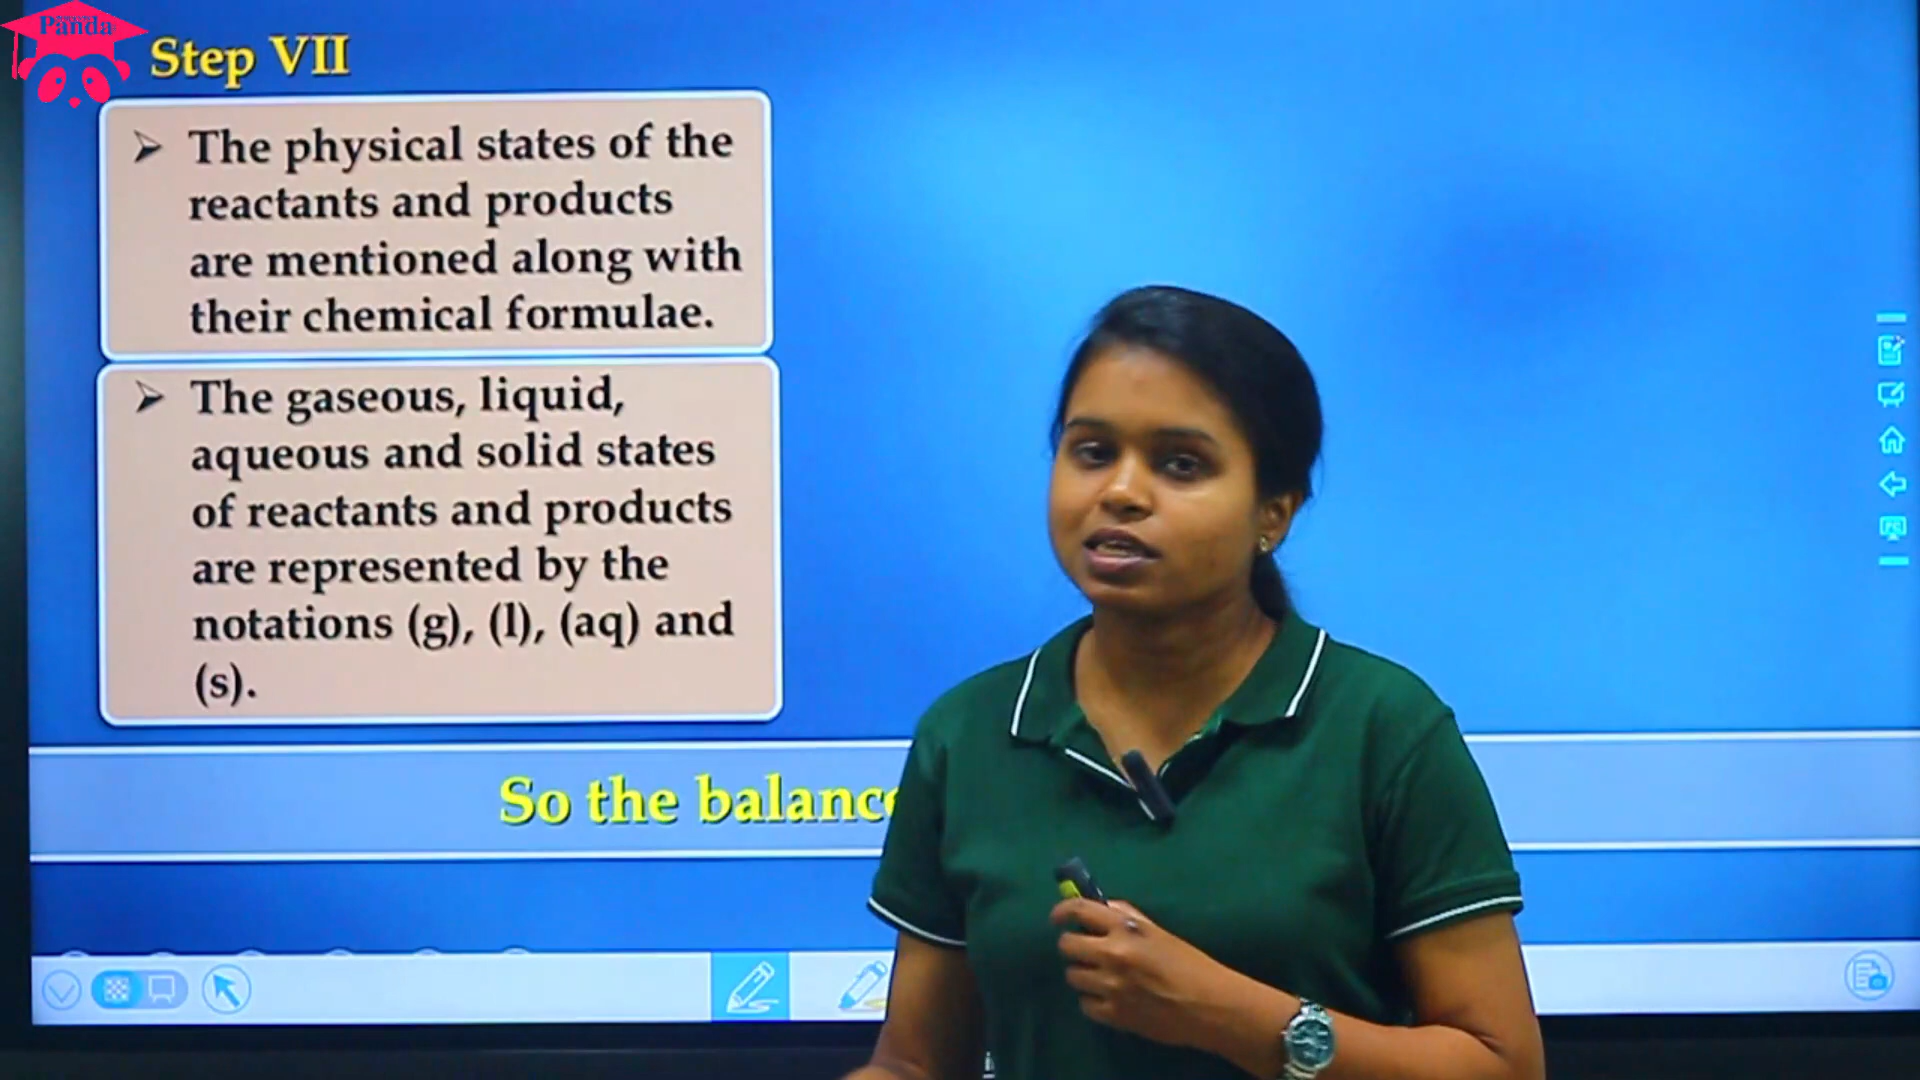 Panda
Step VII
The physical states of the
reactants and products
are mentioned along with
their chemical formulae.
The gaseous, liquid,
aqueous and solid states
of reactants and products
are represented by the
notations (g), (l), (aq) and
(s).
So the balance